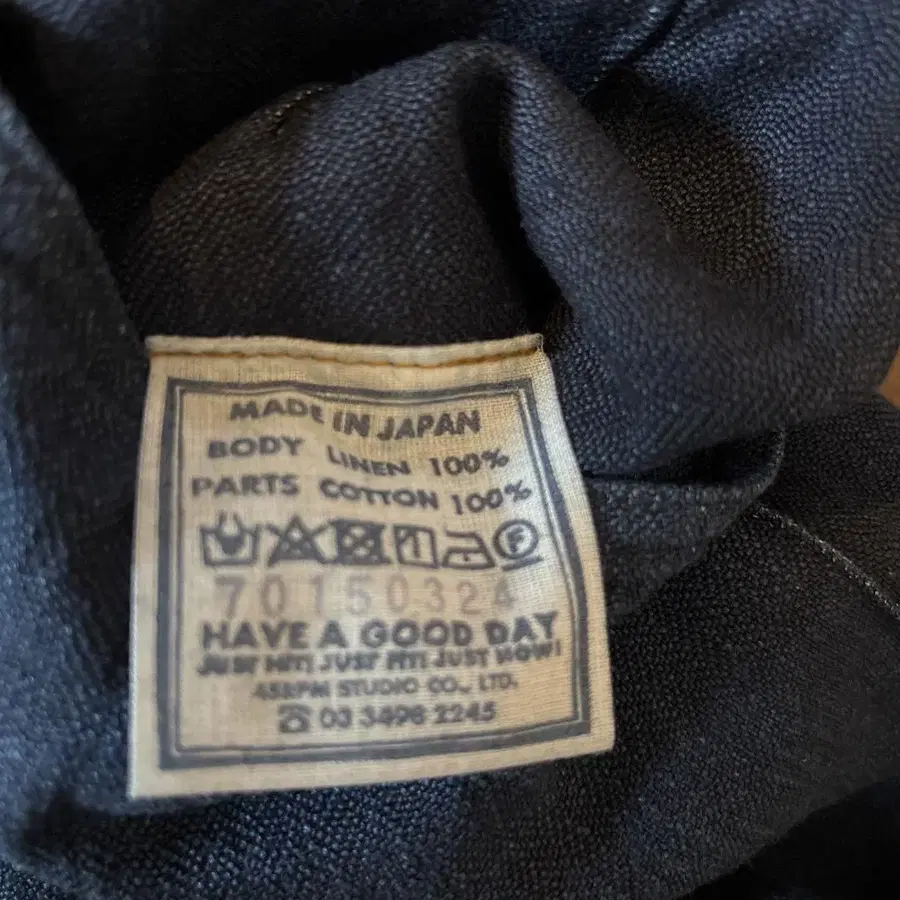 MADE IN JAPAN
BODY LINEN 100%
PARTS COTTON 100%
F
70150324
HAVE A GOOD DAY
JUST HIT! JUST FIT! JUST NOW!
45RPM STUDIO CO., LTD.
☎ 03 3498 2245